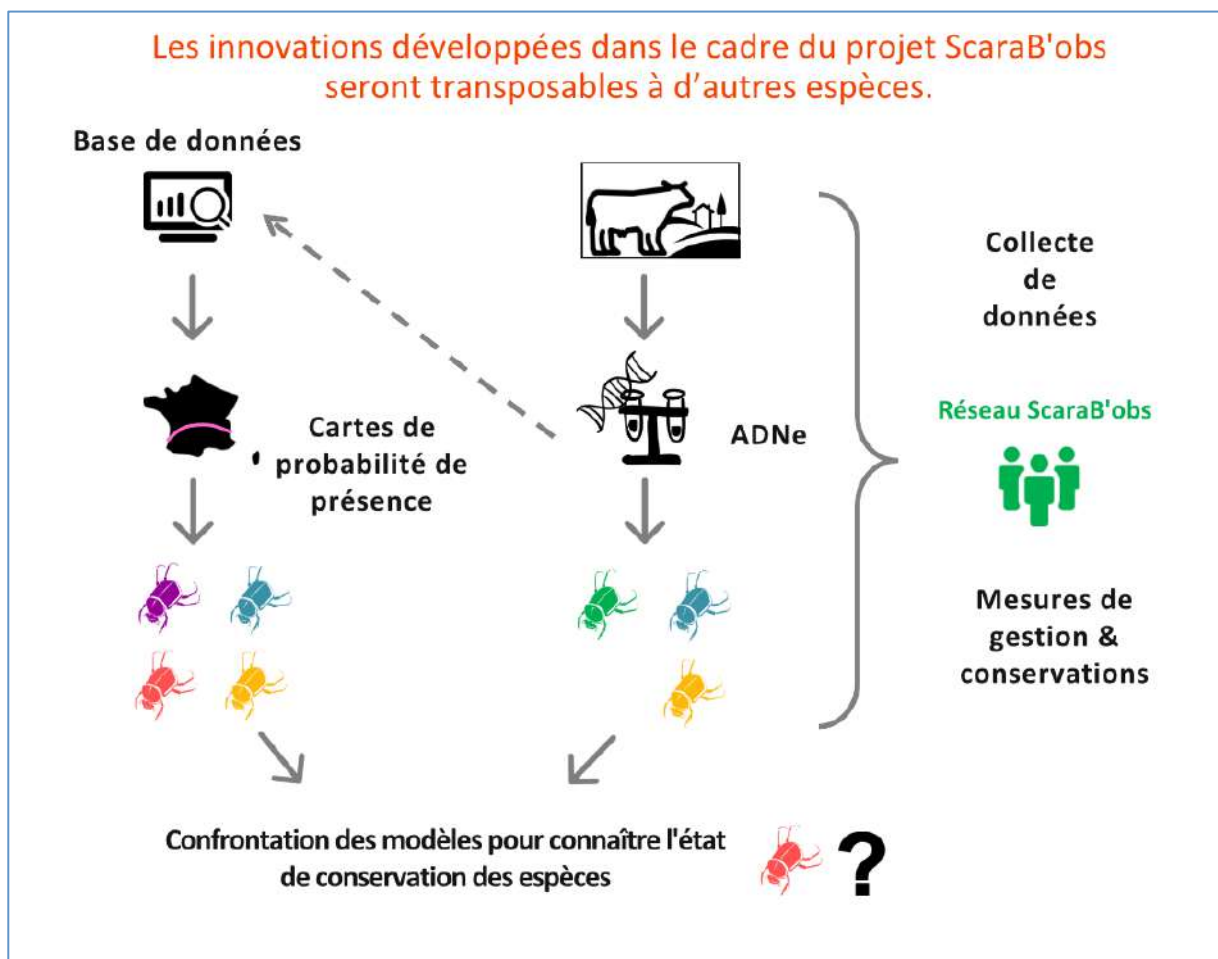 Les innovations développées dans le cadre du projet ScaraB'obs
seront transposables à d’autres espèces.
Base de données
Cartes de
probabilité de
présence
ADNe
Collecte
de
données
Réseau ScaraB'obs
Mesures de
gestion &
conservations
Confrontation des modèles pour connaître l'état
de conservation des espèces
?